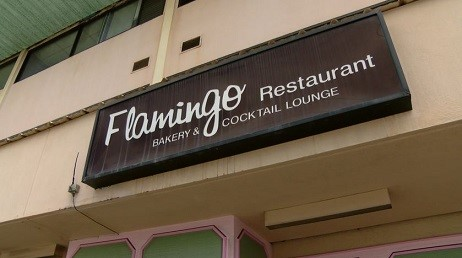 Flamingo Restaurant
BAKERY & COCKTAIL LOUNGE